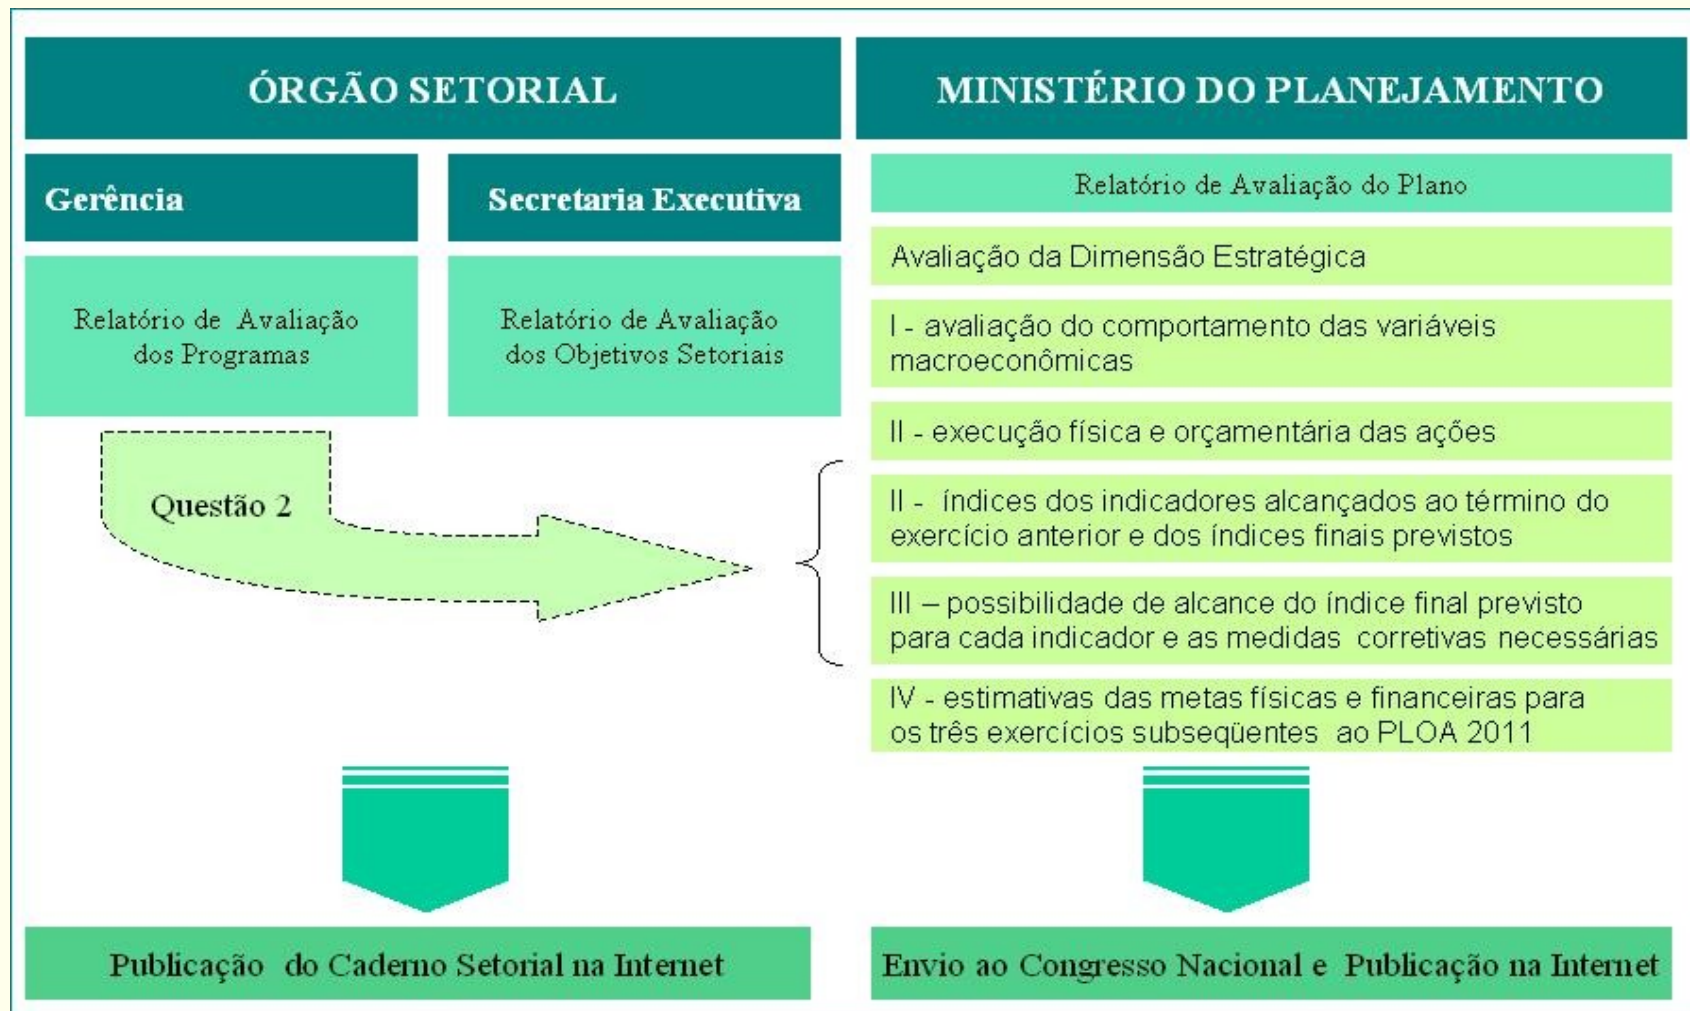 ÓRGÃO SETORIAL
Gerência
Secretaria Executiva
Relatório de Avaliação
dos Programas
Relatório de Avaliação
dos Objetivos Setoriais
Questão 2
Publicação do Caderno Setorial na Internet
MINISTÉRIO DO PLANEJAMENTO
Relatório de Avaliação do Plano
Avaliação da Dimensão Estratégica
I - avaliação do comportamento das variáveis
macroeconômicas
II - execução física e orçamentária das ações
II - índices dos indicadores alcançados ao término do
exercício anterior e dos índices finais previstos
III – possibilidade de alcance do índice final previsto
para cada indicador e as medidas corretivas necessárias
IV - estimativas das metas físicas e financeiras para
os três exercícios subseqüentes ao PLOA 2011
Envio ao Congresso Nacional e Publicação na Internet